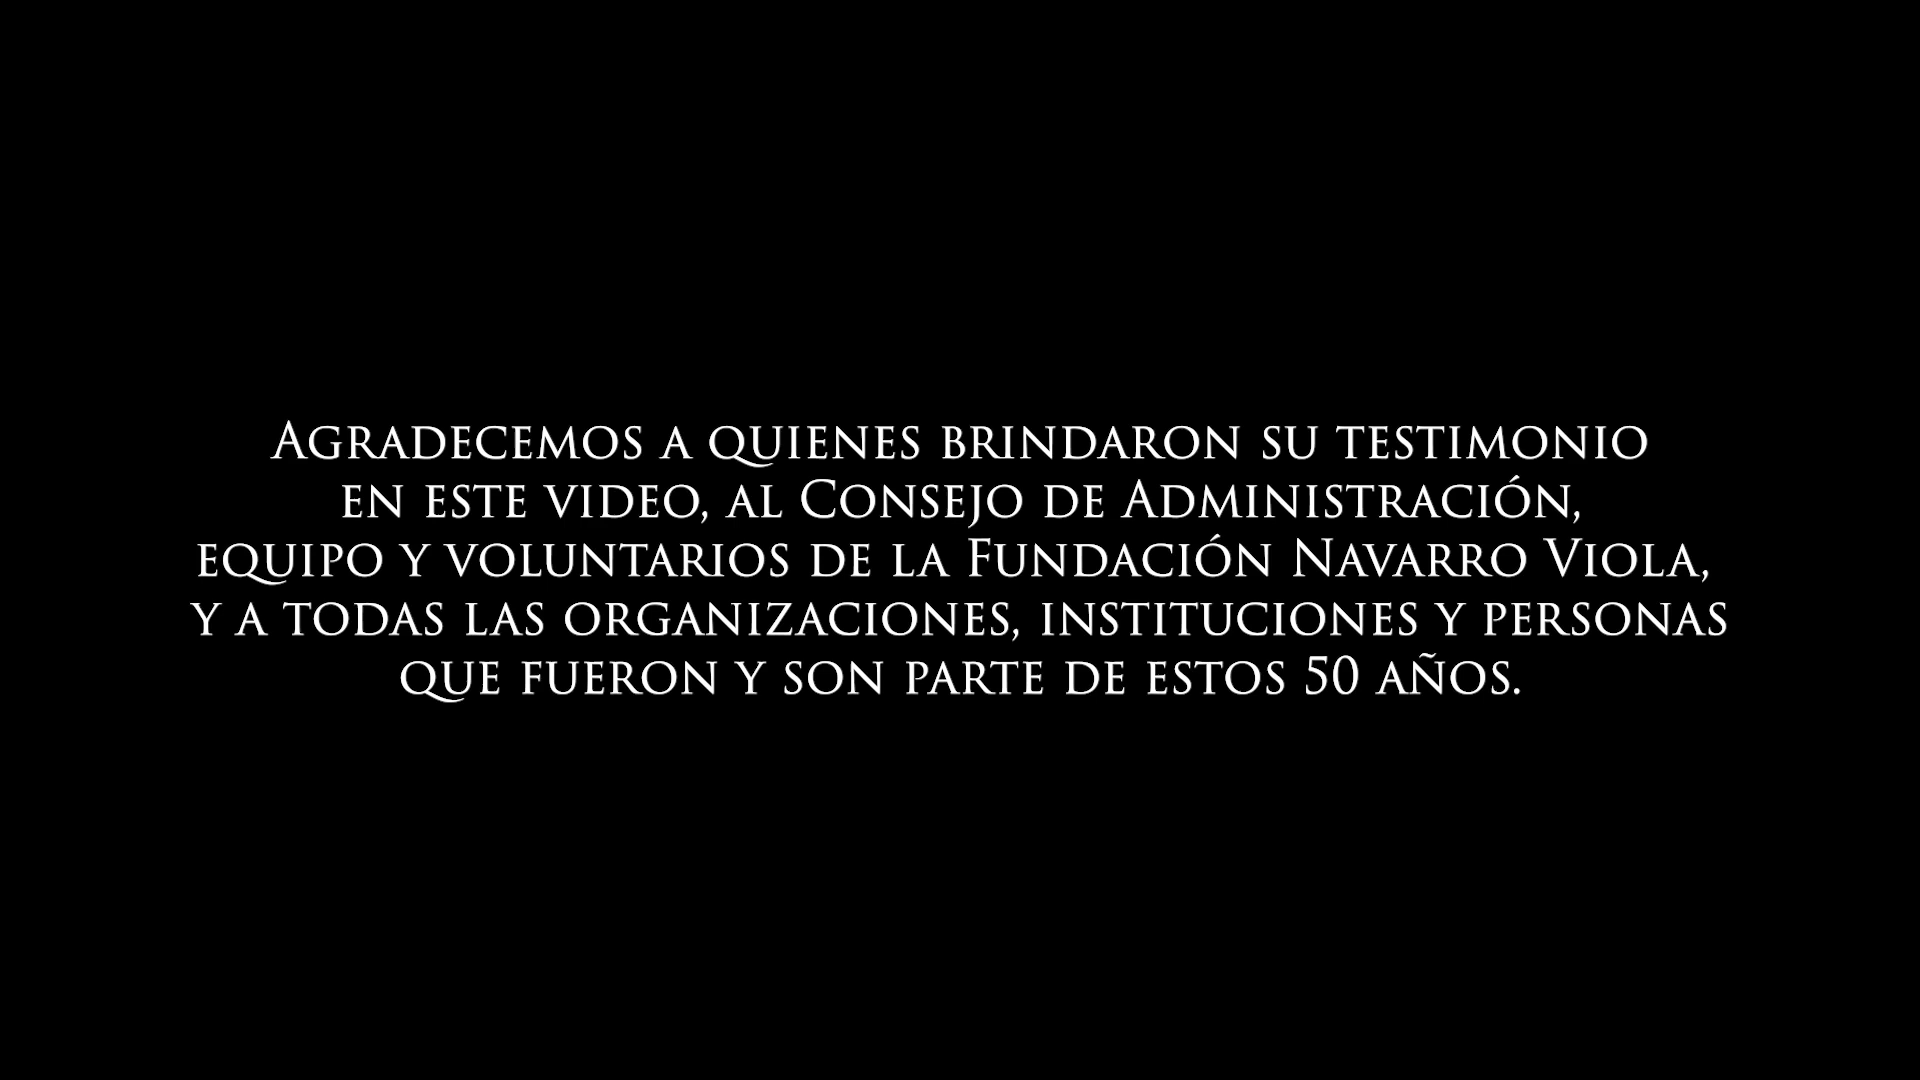 Agradecemos a quienes brindaron su testimonio
en este video, al Consejo de Administración,
equipo y voluntarios de la Fundación Navarro Viola,
y a todas las organizaciones, instituciones y personas
que fueron y son parte de estos 50 años.